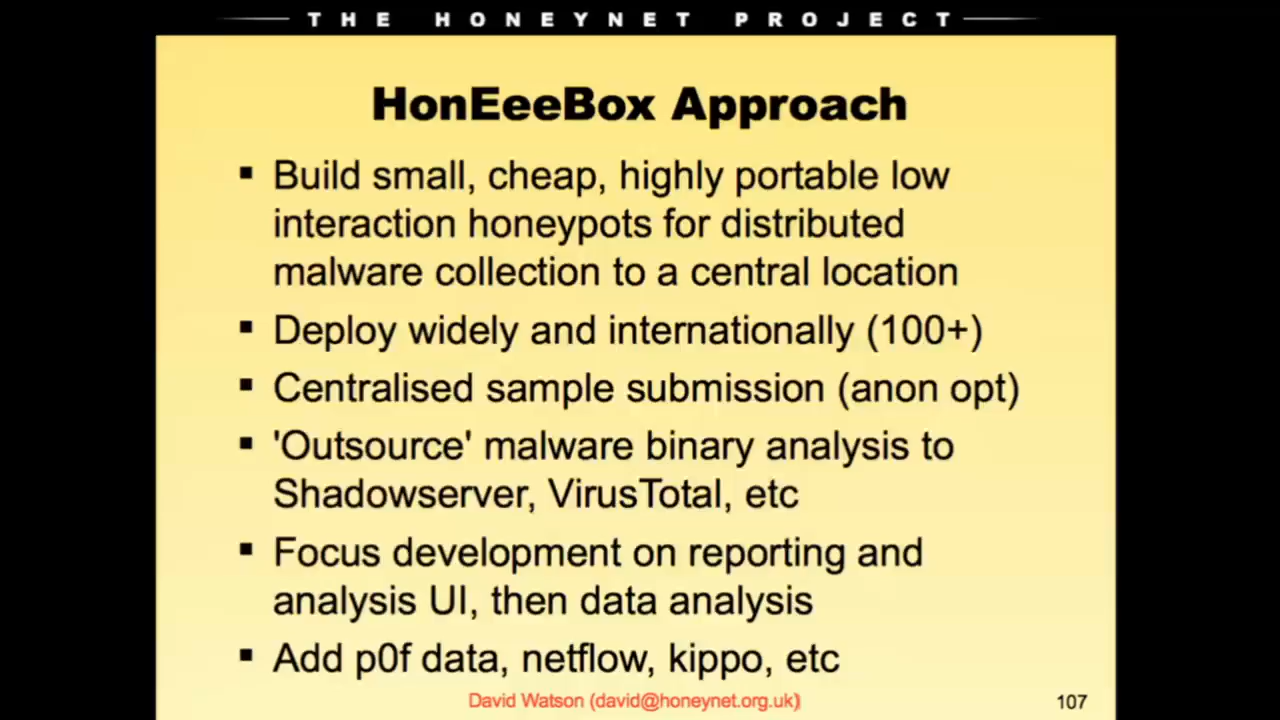 THE HONEYNET PROJECT
HonEeeBox Approach
▪ Build small, cheap, highly portable low
interaction honeypots for distributed
malware collection to a central location
▪ Deploy widely and internationally (100+)
▪ Centralised sample submission (anon opt)
▪ 'Outsource' malware binary analysis to
Shadowserver, VirusTotal, etc
▪ Focus development on reporting and
analysis UI, then data analysis
▪ Add p0f data, netflow, kippo, etc
David Watson (david@honeynet.org.uk)
107